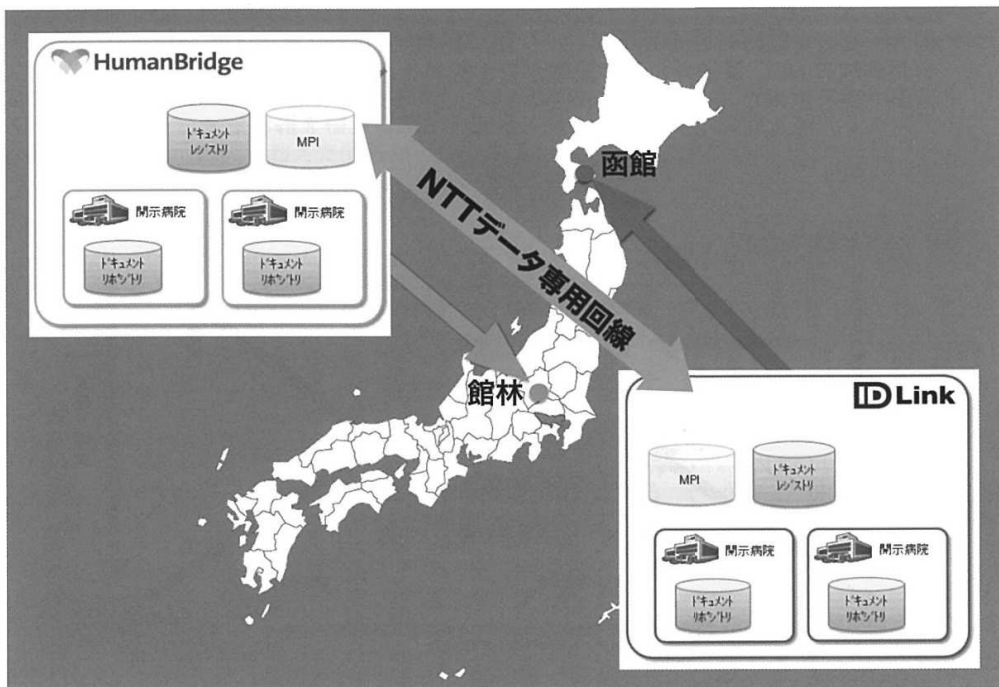 HumanBridge
ドキュメント
レジストリ
MPI
開示病院
ドキュメント
リポジトリ
開示病院
ドキュメント
リポジトリ
函館
NTTデータ専用回線
館林
ID Link
MPI
ドキュメント
レジストリ
開示病院
ドキュメント
リポジトリ
開示病院
ドキュメント
リポジトリ